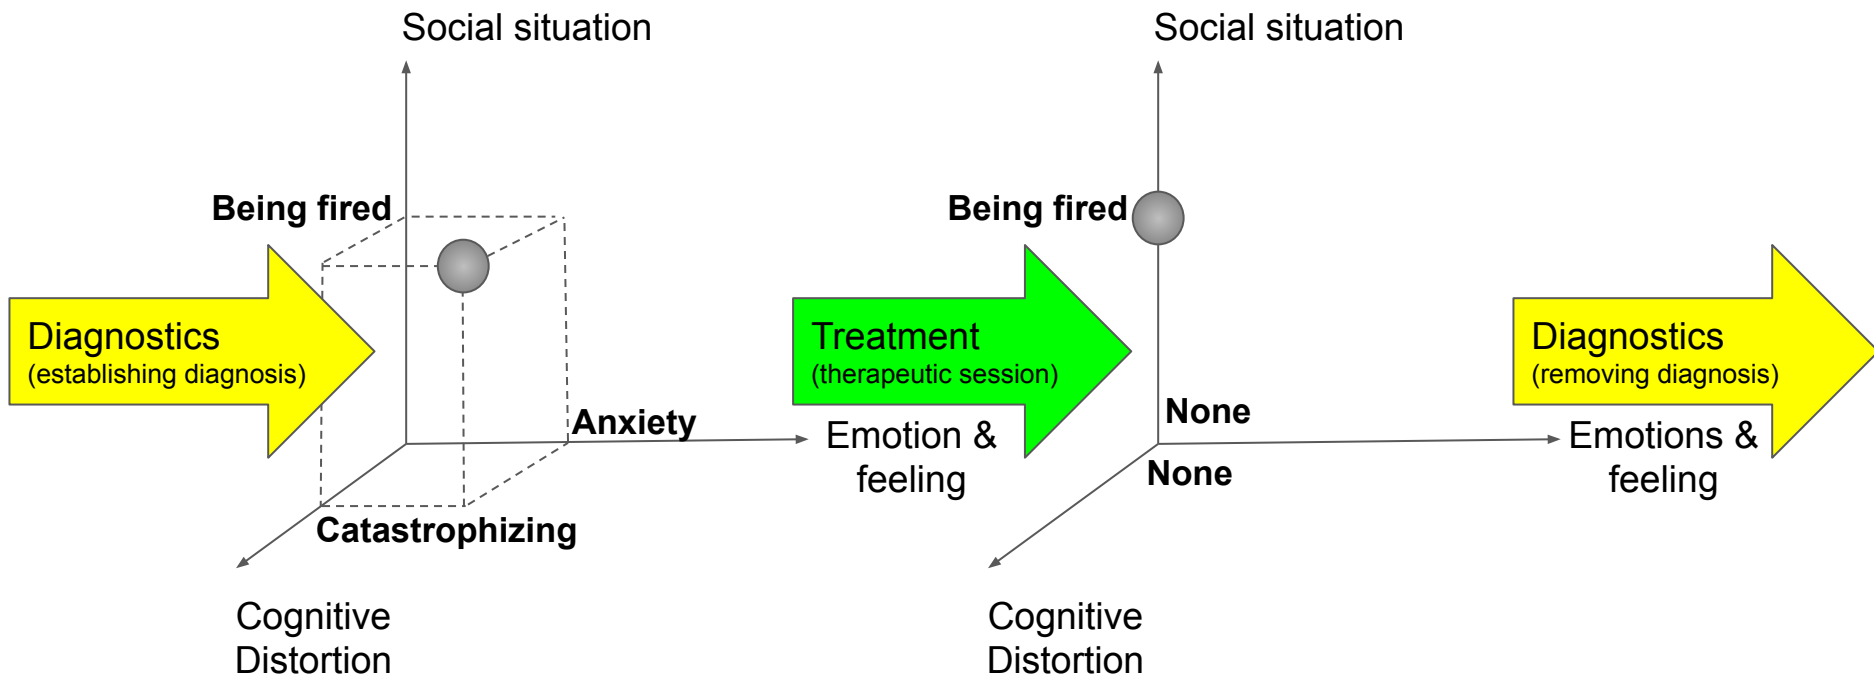 Social situation
Being fired
Diagnostics
(establishing diagnosis)
Anxiety
Emotion &
feeling
Catastrophizing
Cognitive
Distortion
Treatment
(therapeutic session)
Social situation
Being fired
None
None
Emotions &
feeling
Cognitive
Distortion
Diagnostics
(removing diagnosis)